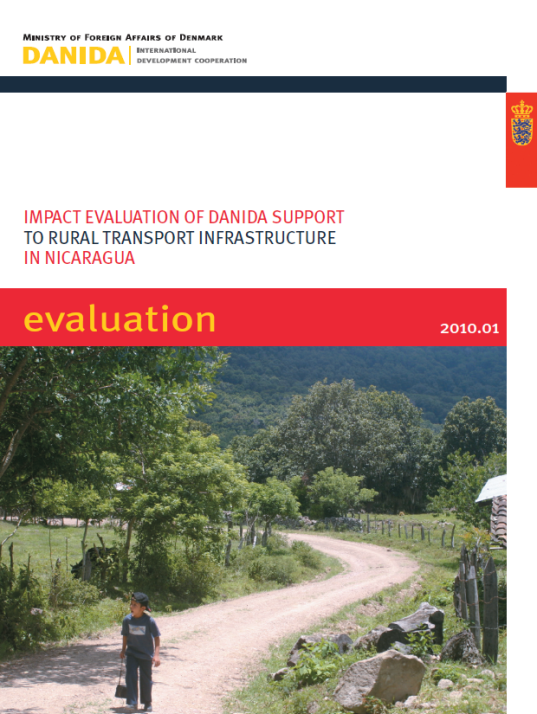 MINISTRY OF FOREIGN AFFAIRS OF DENMARK
DANIDA
INTERNATIONAL
DEVELOPMENT COOPERATION
IMPACT EVALUATION OF DANIDA SUPPORT
TO RURAL TRANSPORT INFRASTRUCTURE
IN NICARAGUA
evaluation
2010.01